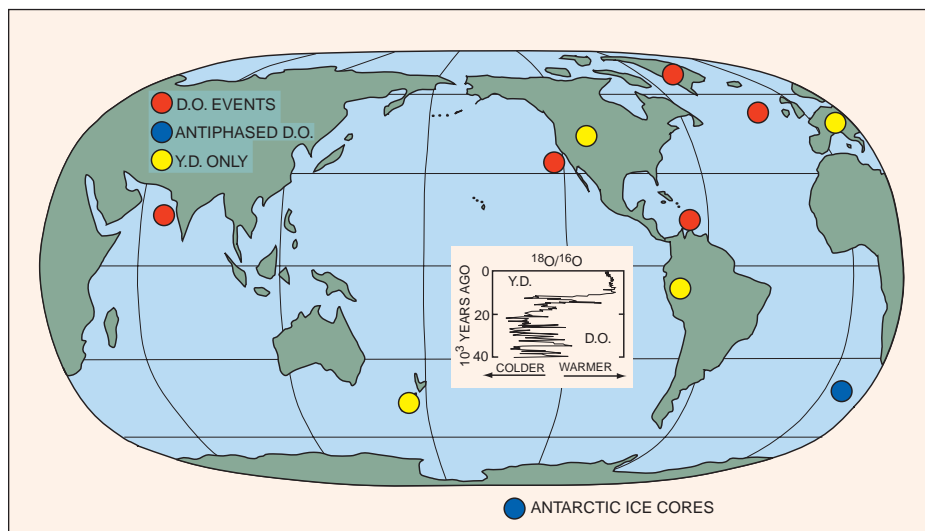 D.O. EVENTS
ANTIPHASED D.O.
Y.D. ONLY
18O/16O
Y.D.
0
20
40
10³ YEARS AGO
D.O.
COLDER WARMER
ANTARCTIC ICE CORES